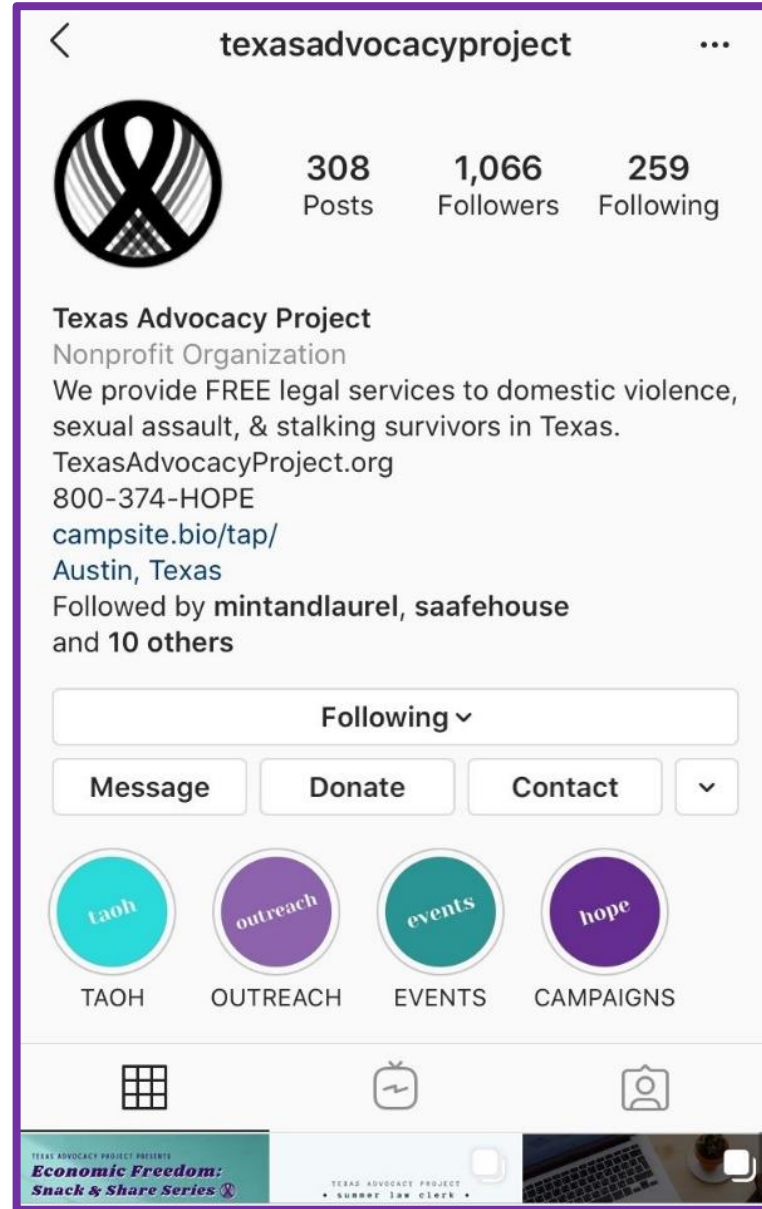 texasadvocacyproject
308 1,066 259
Posts Followers Following
Texas Advocacy Project
Nonprofit Organization
We provide FREE legal services to domestic violence,
sexual assault, & stalking survivors in Texas.
TexasAdvocacyProject.org
800-374-HOPE
campsite.bio/tap/
Austin, Texas
Followed by mintandlaurel, saafehouse
and 10 others
Following
Message Donate Contact
taoh outreach events hope
TAOH OUTREACH EVENTS CAMPAIGNS
TEXAS ADVOCACY PROJECT PRESENTS
Economic Freedom:
Snack & Share Series
TEXAS ADVOCACY PROJECT
• summer law clerk •